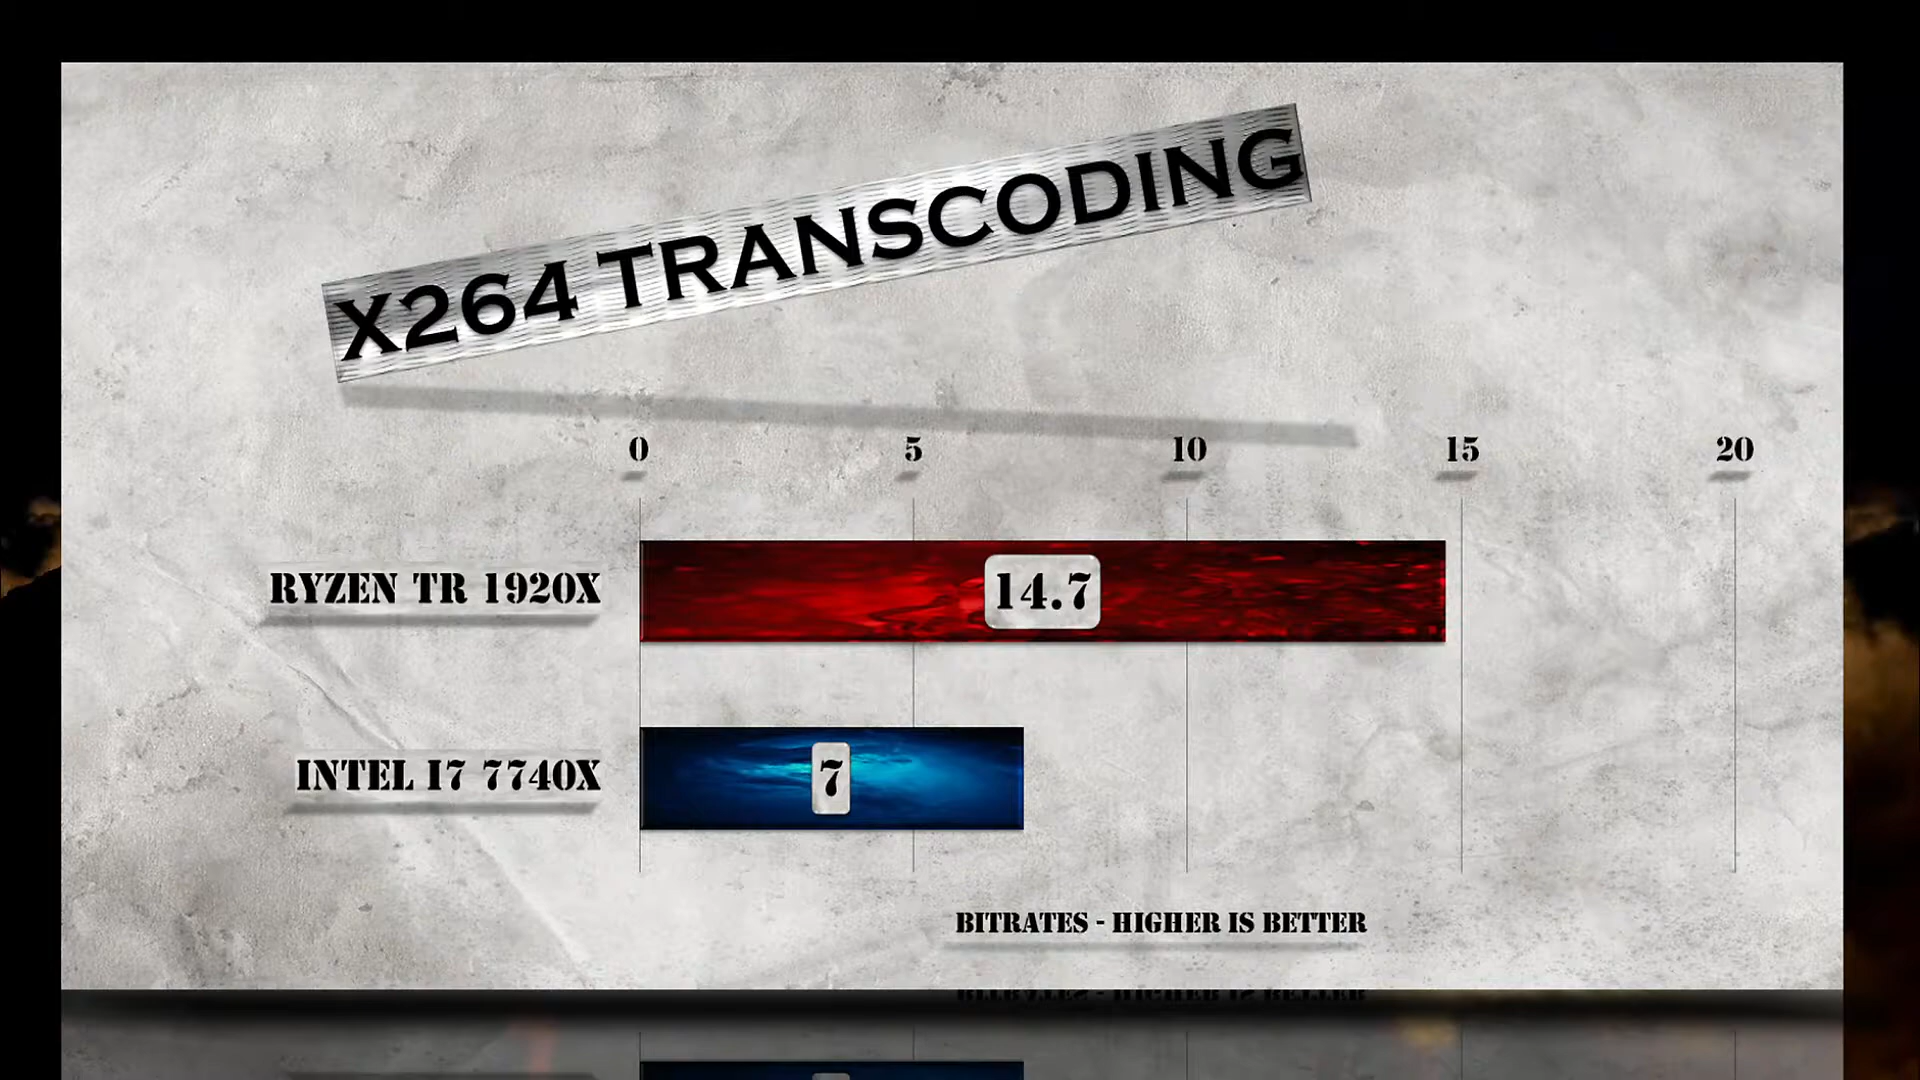 X264 TRANSCODING
0 5 10 15 20
RYZEN TR 1920X 14.7
INTEL I7 7740X 7
BITRATES - HIGHER IS BETTER